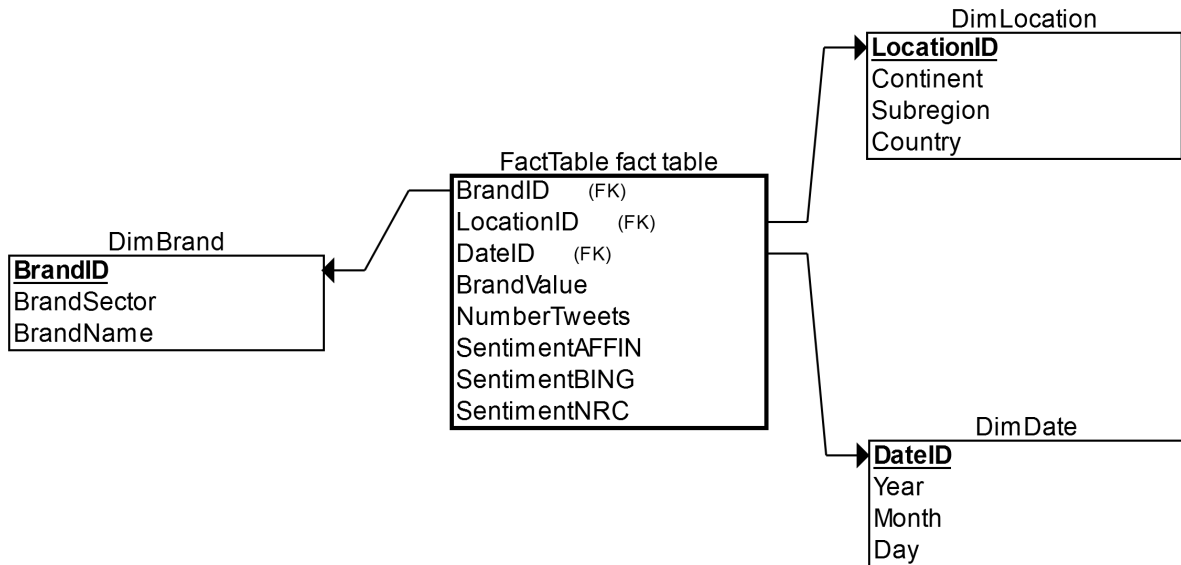 DimLocation
LocationID
Continent
Subregion
Country
FactTable fact table
BrandID (FK)
LocationID (FK)
DateID (FK)
BrandValue
NumberTweets
SentimentAFFIN
SentimentBING
SentimentNRC
DimBrand
BrandID
BrandSector
BrandName
DimDate
DateID
Year
Month
Day